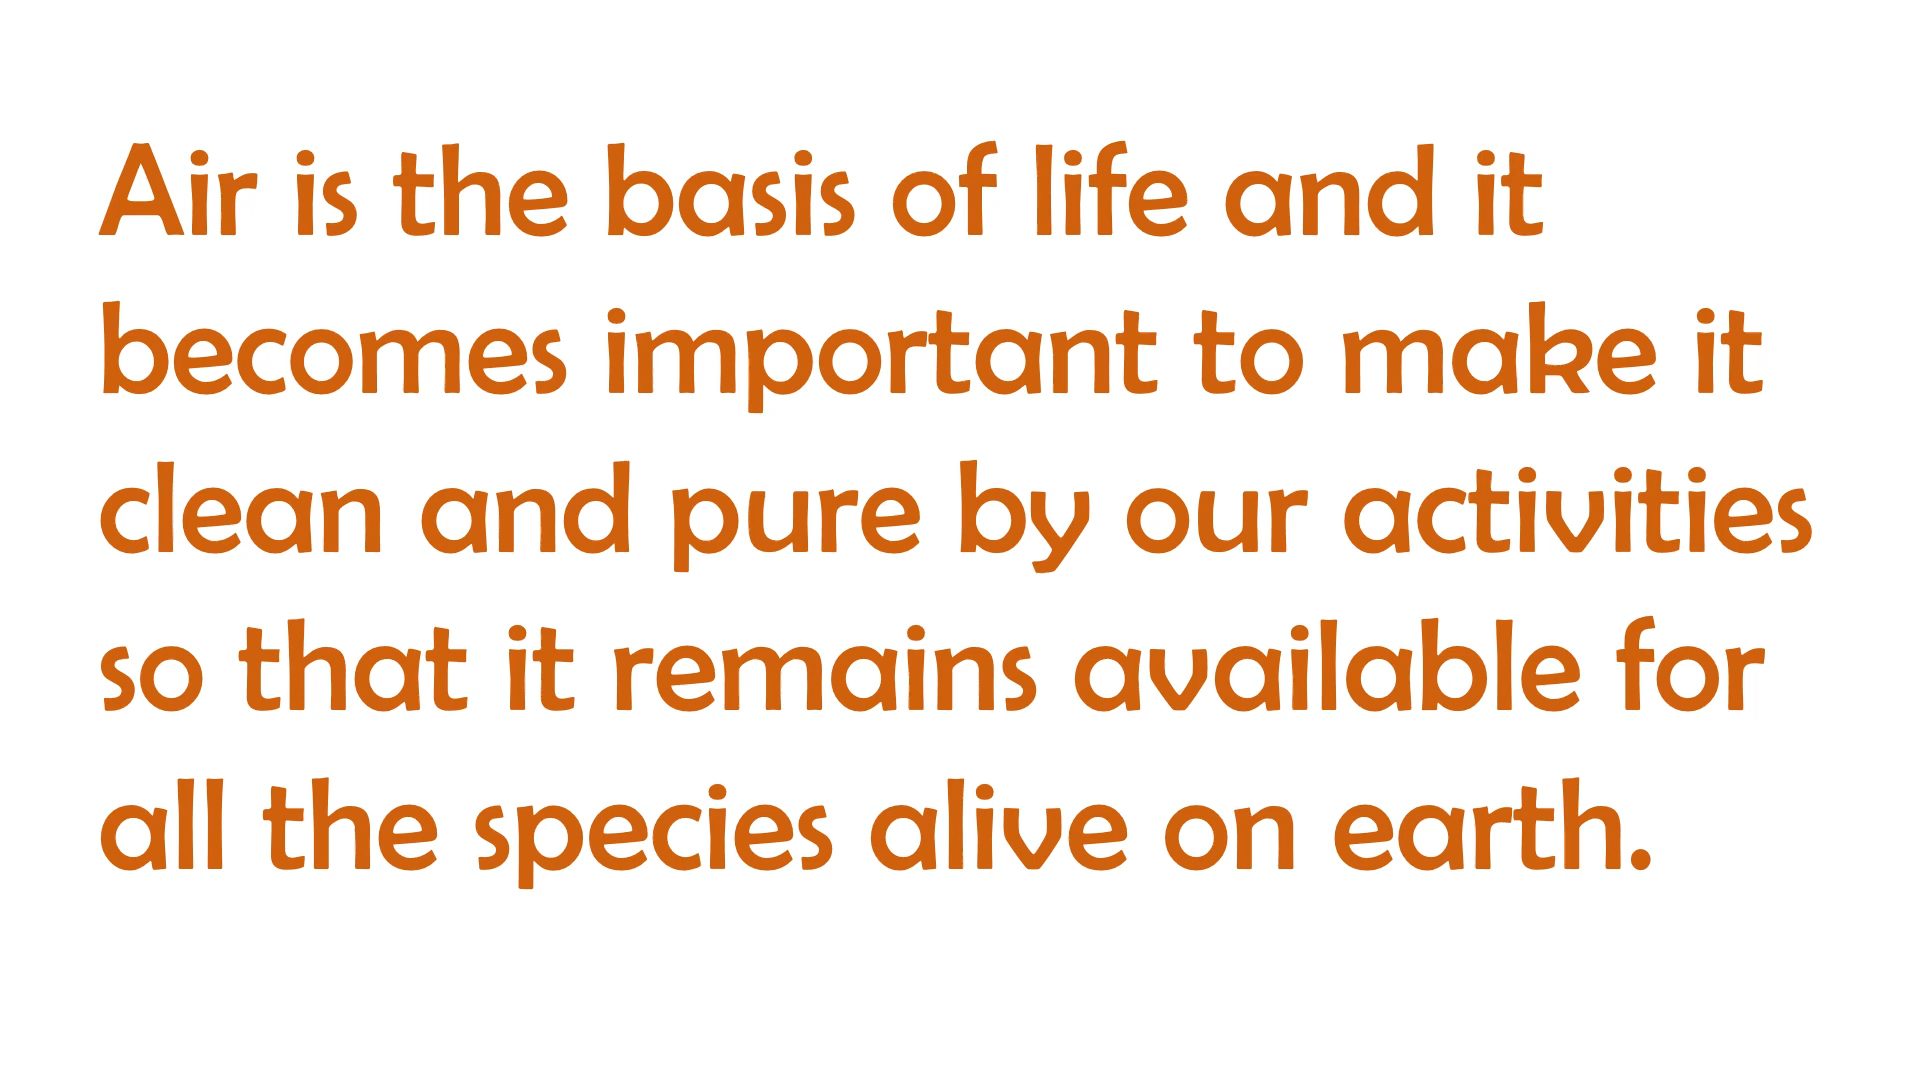 Air is the basis of life and it
becomes important to make it
clean and pure by our activities
so that it remains available for
all the species alive on earth.